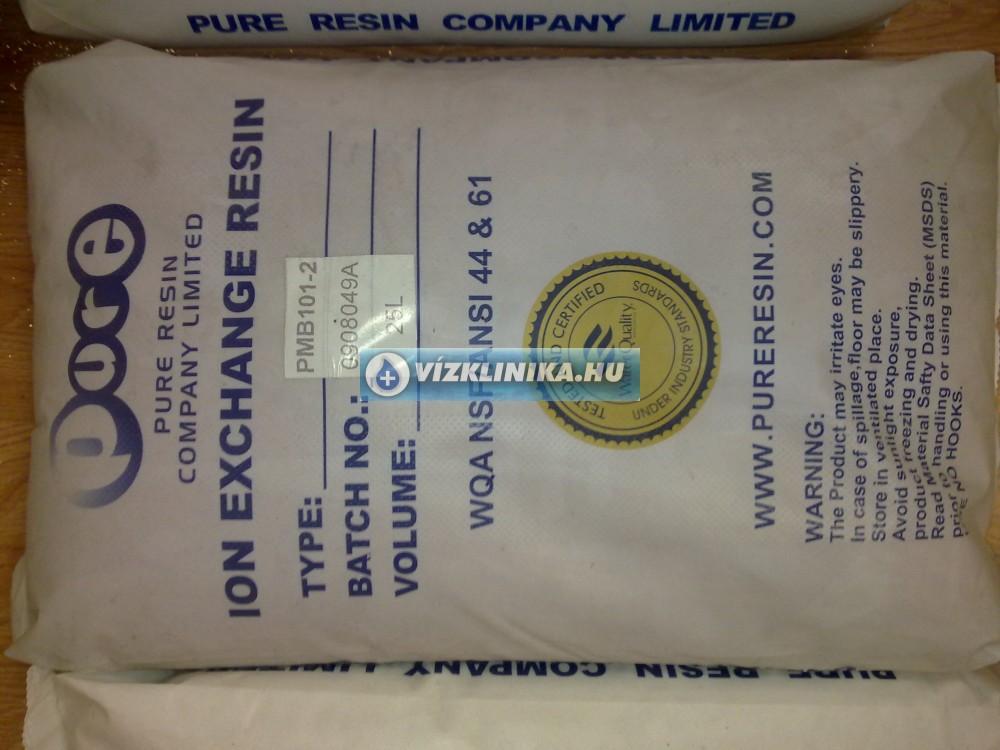 PURE RESIN COMPANY LIMITED
pure
PURE RESIN
COMPANY LIMITED
ION EXCHANGE RESIN
TYPE: PMB101-2
BATCH NO.: 0908049A
VOLUME: 25L
WQA NSF ANSI 44 & 61
TESTED AND CERTIFIED
Water Quality
UNDER INDUSTRY STANDARDS
WWW.PURERESIN.COM
WARNING:
The Product may irritate eyes.
In case of spillage,floor may be slippery.
Store in ventilated place.
Avoid sunlight exposure,
product freezing and drying.
Read Material Safty Data Sheet (MSDS)
prior to handling or using this material.
NO HOOKS.
VÍZKLINIKA.HU
PURE RESIN COMPANY LIMITED